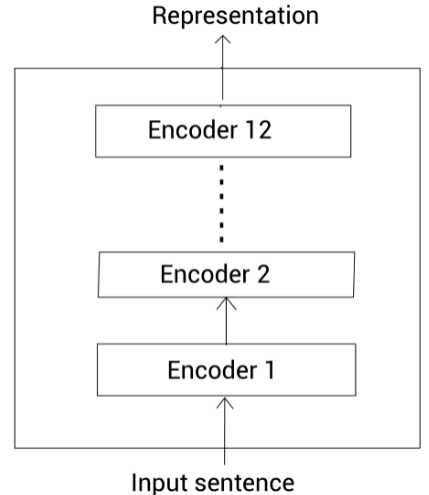 Representation
Encoder 12
Encoder 2
Encoder 1
Input sentence